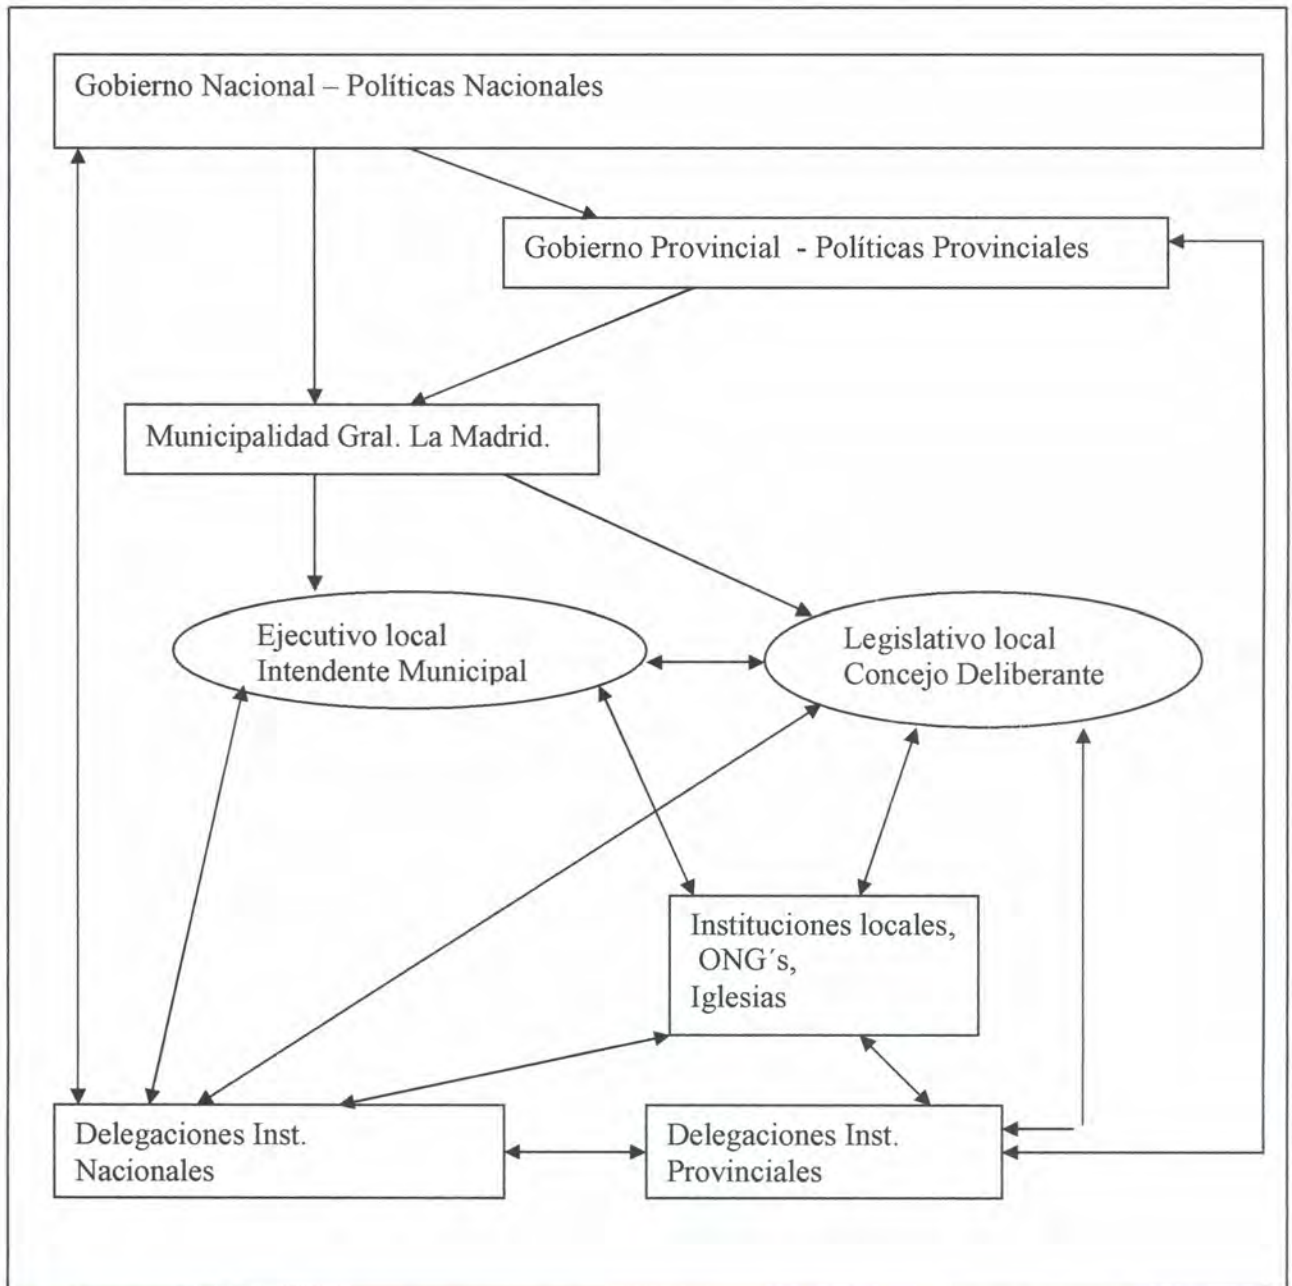 Gobierno Nacional – Políticas Nacionales
Gobierno Provincial - Políticas Provinciales
Municipalidad Gral. La Madrid.
Ejecutivo local
Intendente Municipal
Legislativo local
Concejo Deliberante
Instituciones locales,
ONG´s,
Iglesias
Delegaciones Inst.
Nacionales
Delegaciones Inst.
Provinciales